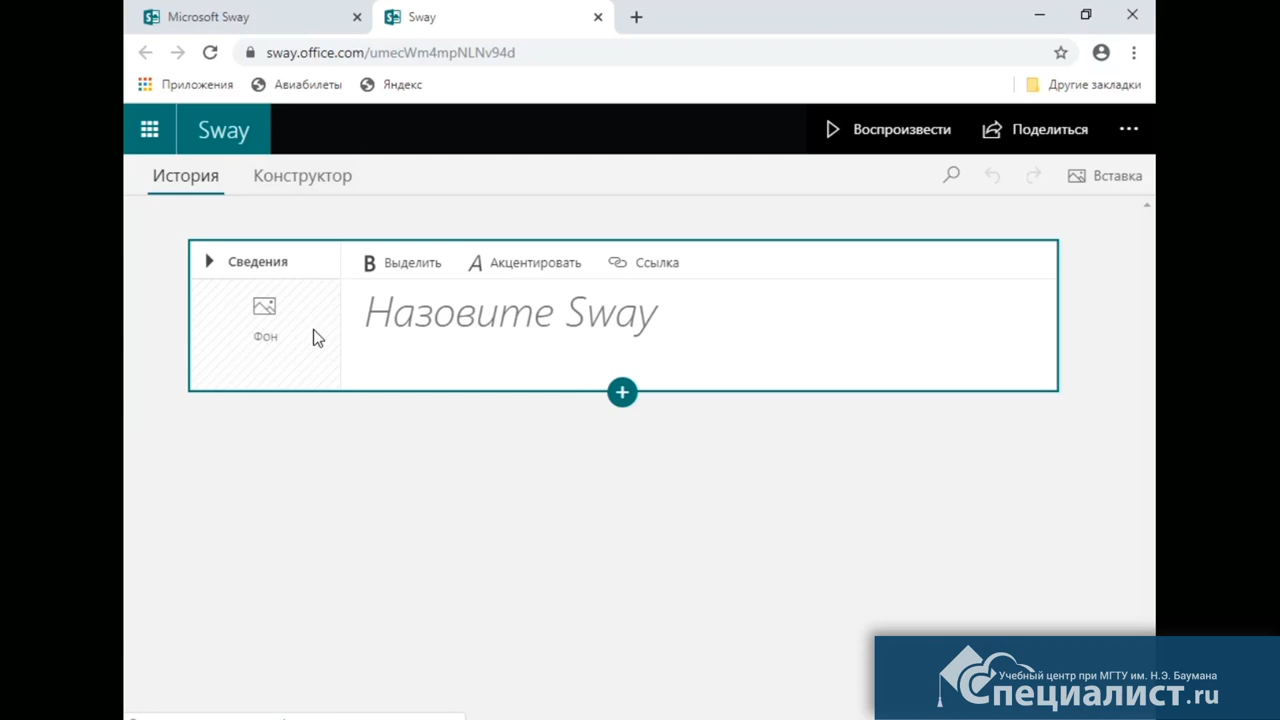 Microsoft Sway
Sway
sway.office.com/umecWm4mpNLNv94d
Приложения
Авиабилеты
Яндекс
Другие закладки
Sway
Воспроизвести
Поделиться
История
Конструктор
Вставка
Сведения
B Выделить
A Акцентировать
Ссылка
Фон
Назовите Sway
Учебный центр при МГТУ им. Н.Э. Баумана
Специалист.ru